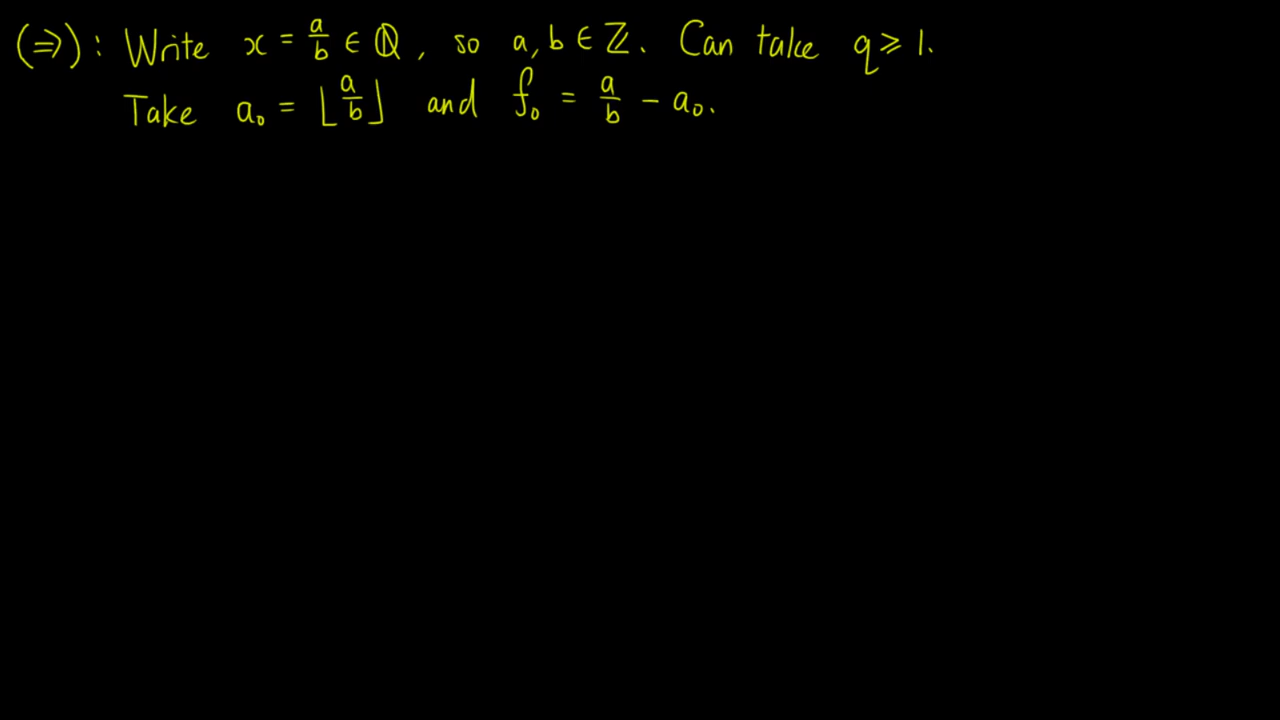 (⇒): Write x = a/b ∈ ℚ, so a, b ∈ ℤ. Can take q ⩾ 1.
Take a₀ = ⌊a/b⌋ and f₀ = a/b − a₀.